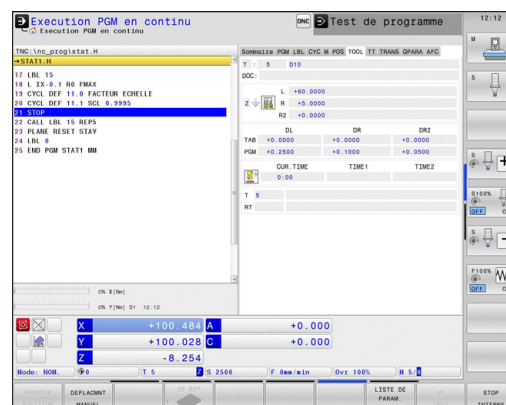 Execution PGM en continu
Execution PGM en continu
DNC
Test de programme
12:12
TNC:\nc_prog\stat.H
→STAT1.H
17 LBL 15
18 L IX-0.1 R0 FMAX
19 CYCL DEF 11.0 FACTEUR ECHELLE
20 CYCL DEF 11.1 SCL 0.9995
21 STOP
22 CALL LBL 15 REP5
23 PLANE RESET STAY
24 LBL 0
25 END PGM STAT1 MM
Sommaire PGM LBL CYC M POS TOOL TT TRANS QPARA AFC
T : 5 D10
DOC:
L +60.0000
Z R +5.0000
R2 +0.0000
DL DR DR2
TAB +0.0000 +0.0000 +0.0000
PGM +0.2500 +0.1000 +0.0500
CUR.TIME TIME1 TIME2
0:00
T 5
RT
0% X[Nm]
0% Y[Nm] S1 12:12
X +100.484 A +0.000
Y +100.028 C +0.000
Z -8.254
Mode: NOM. 0 T 5 Z S 2500 F 0mm/min Ovr 100% M 5/
DEPLACMNT
MANUEL
3D ROT
LISTE DE
PARAM.
STOP
INTERNE
M
S
S
S100%
OFF
S
F100% W
OFF